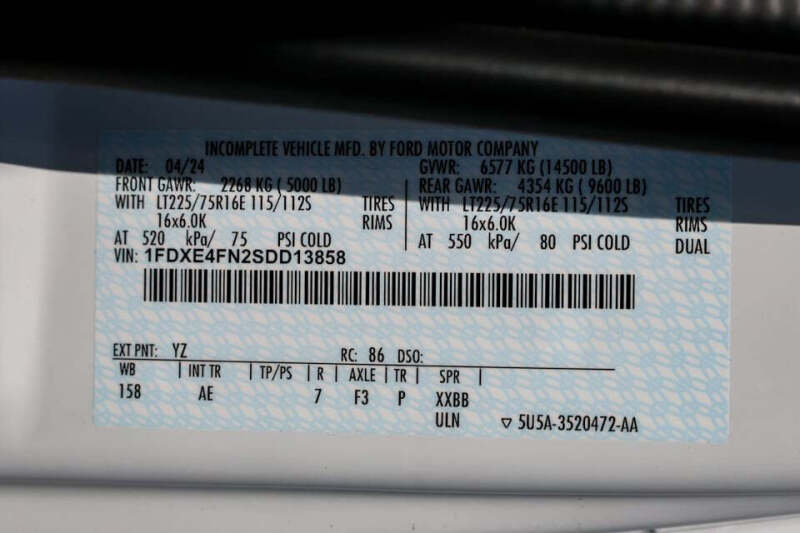 INCOMPLETE VEHICLE MFD. BY FORD MOTOR COMPANY
DATE: 04/24 GVWR: 6577 KG (14500 LB)
FRONT GAWR: 2268 KG ( 5000 LB) REAR GAWR: 4354 KG ( 9600 LB)
WITH LT225/75R16E 115/112S TIRES WITH LT225/75R16E 115/112S TIRES
16x6.0K RIMS 16x6.0K RIMS
AT 520 kPa/ 75 PSI COLD AT 550 kPa/ 80 PSI COLD DUAL
VIN: 1FDXE4FN2SDD13858
EXT PNT: YZ RC: 86 DSO:
WB INT TR TP/PS R AXLE TR SPR
158 AE 7 F3 P XXBB
ULN ▽ 5U5A-3520472-AA